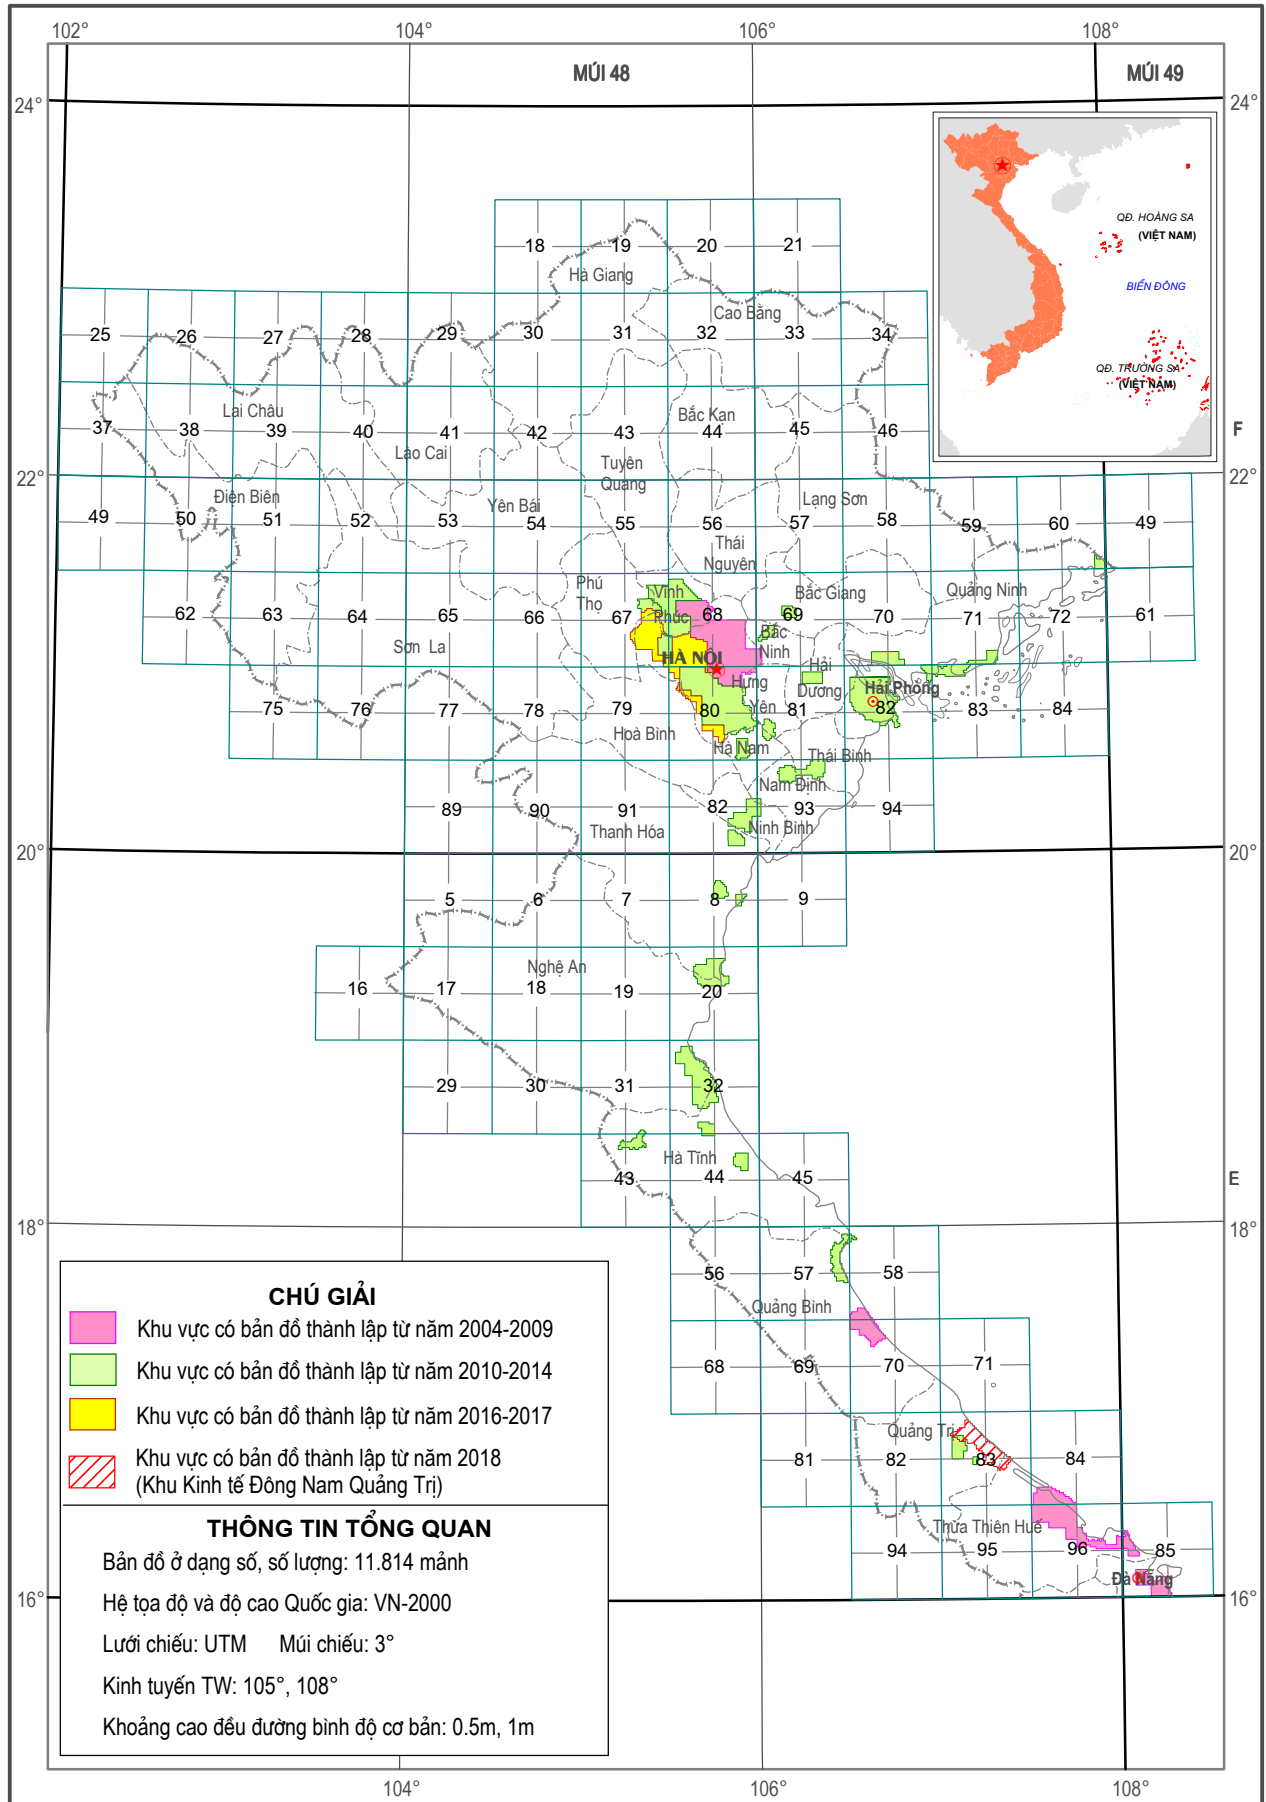 102° 104° 106° 108°
MÚI 48 MÚI 49
24° 24°
QĐ. HOÀNG SA
(VIỆT NAM)
BIỂN ĐÔNG
QĐ. TRƯỜNG SA
(VIỆT NAM)
18 19 20 21
Hà Giang
Cao Bằng
25 26 27 28 29 30 31 32 33 34
Lai Châu
Bắc Kạn
37 38 39 40 41 42 43 44 45 46
F
Lào Cai
Tuyên
Quang
22° 22°
Điện Biên
Yên Bái
Lạng Sơn
49 50 51 52 53 54 55 56 57 58 59 60 49
Thái
Nguyên
Phú
Thọ
Vĩnh
Phúc
Bắc Giang
Quảng Ninh
62 63 64 65 66 67 68 69 70 71 72 61
Bắc
Ninh
Sơn La
HÀ NỘI
Hải
Dương
Hưng
Yên
Hải Phòng
75 76 77 78 79 80 81 82 83 84
Hoà Bình
Hà Nam
Thái Bình
Nam Định
89 90 91 82 93 94
Thanh Hóa
Ninh Bình
20° 20°
5 6 7 8 9
Nghệ An
16 17 18 19 20
29 30 31 32
Hà Tĩnh
43 44 45
E
18° 18°
56 57 58
Quảng Bình
68 69 70 71
Quảng Trị
81 82 83 84
Thừa Thiên Huế
94 95 96 85
Đà Nẵng
16° 16°
CHÚ GIẢI
Khu vực có bản đồ thành lập từ năm 2004-2009
Khu vực có bản đồ thành lập từ năm 2010-2014
Khu vực có bản đồ thành lập từ năm 2016-2017
Khu vực có bản đồ thành lập từ năm 2018
(Khu Kinh tế Đông Nam Quảng Trị)
THÔNG TIN TỔNG QUAN
Bản đồ ở dạng số, số lượng: 11.814 mảnh
Hệ tọa độ và độ cao Quốc gia: VN-2000
Lưới chiếu: UTM Múi chiếu: 3°
Kinh tuyến TW: 105°, 108°
Khoảng cao đều đường bình độ cơ bản: 0.5m, 1m
104° 106° 108°